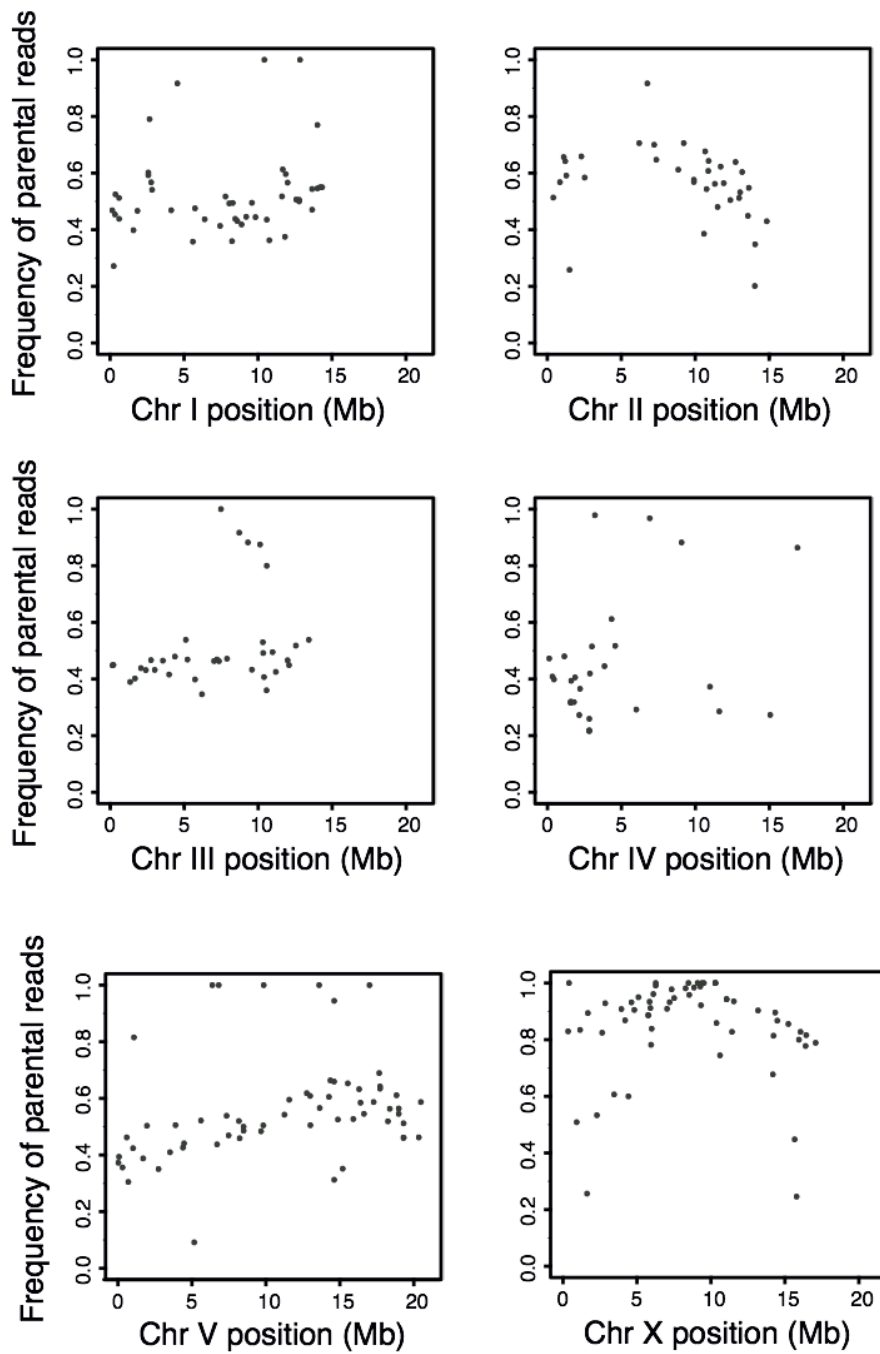 Frequency of parental reads
0.0 0.2 0.4 0.6 0.8 1.0
0 5 10 15 20
Chr I position (Mb)
0.0 0.2 0.4 0.6 0.8 1.0
0 5 10 15 20
Chr II position (Mb)
Frequency of parental reads
0.0 0.2 0.4 0.6 0.8 1.0
0 5 10 15 20
Chr III position (Mb)
0.0 0.2 0.4 0.6 0.8 1.0
0 5 10 15 20
Chr IV position (Mb)
Frequency of parental reads
0.0 0.2 0.4 0.6 0.8 1.0
0 5 10 15 20
Chr V position (Mb)
0.0 0.2 0.4 0.6 0.8 1.0
0 5 10 15 20
Chr X position (Mb)